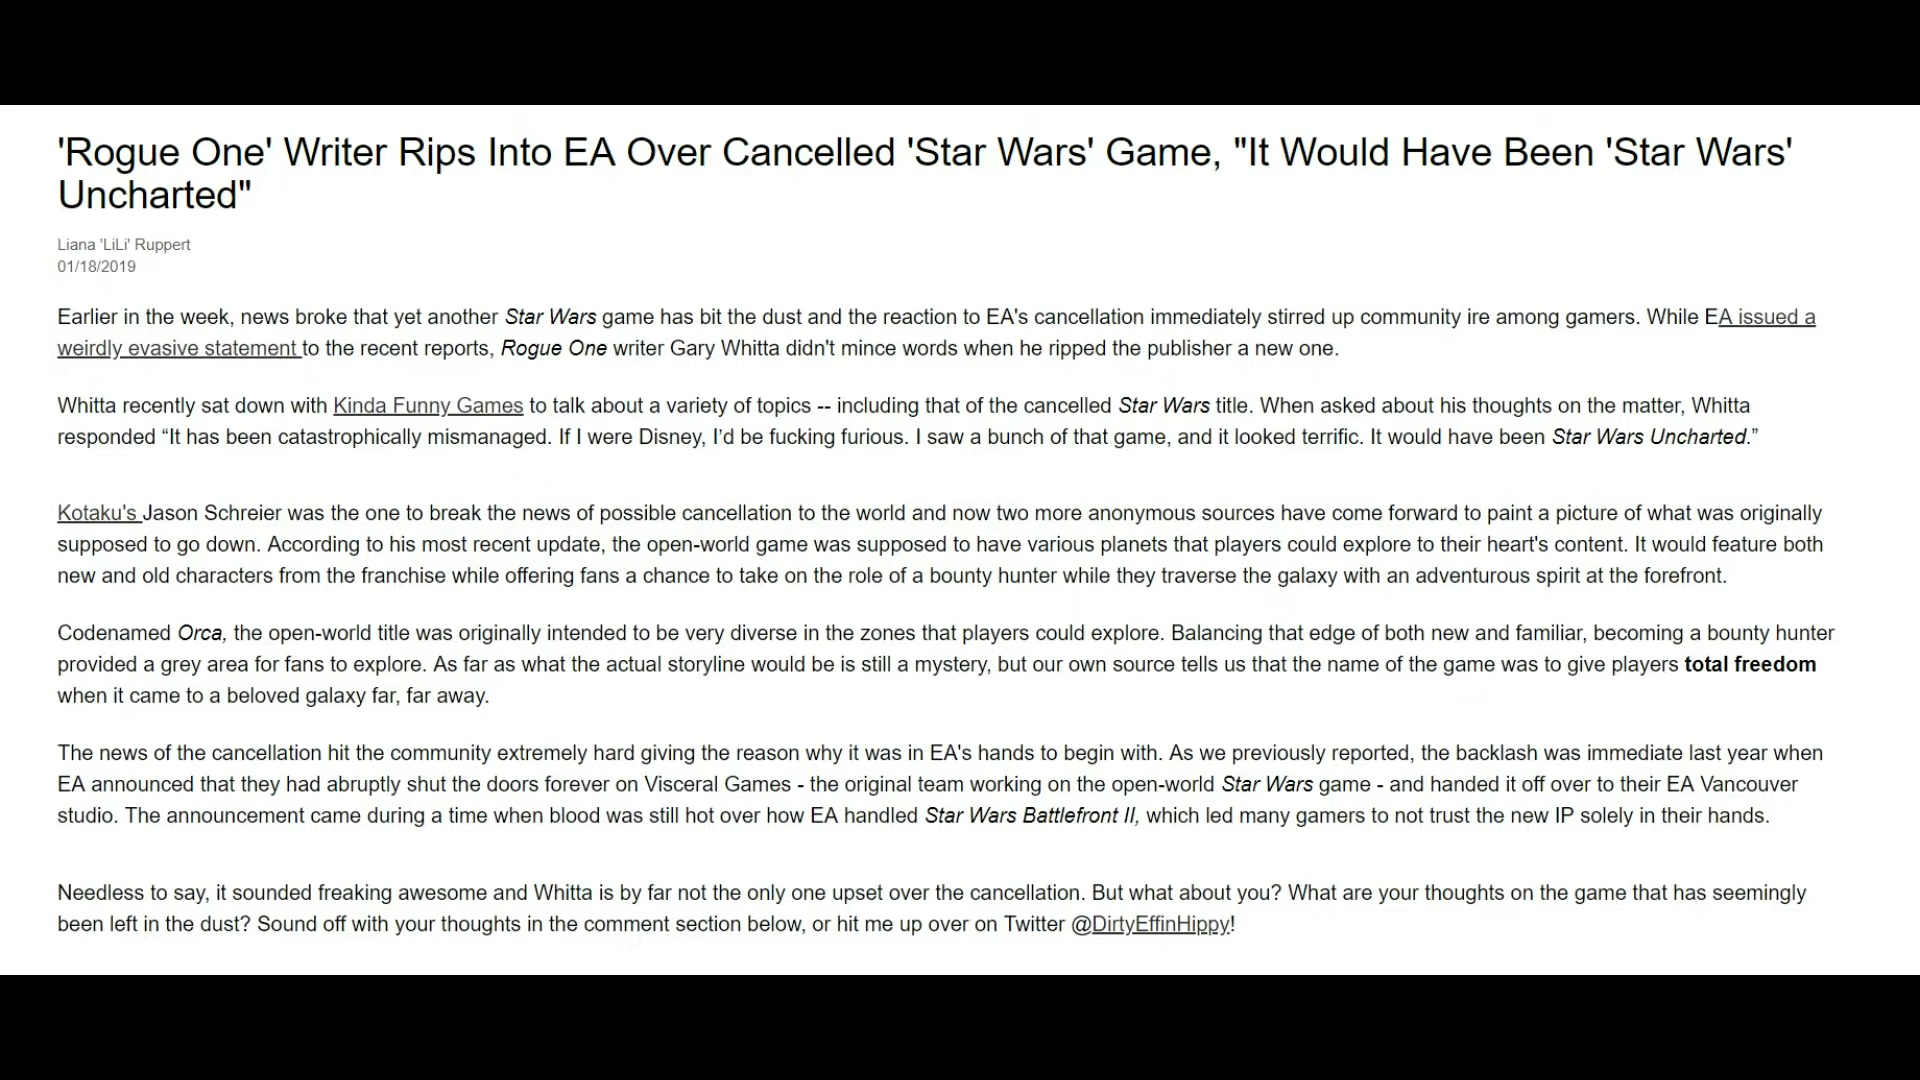 'Rogue One' Writer Rips Into EA Over Cancelled 'Star Wars' Game, "It Would Have Been 'Star Wars'
Uncharted"
Liana 'LiLi' Ruppert
01/18/2019
Earlier in the week, news broke that yet another Star Wars game has bit the dust and the reaction to EA's cancellation immediately stirred up community ire among gamers. While EA issued a
weirdly evasive statement to the recent reports, Rogue One writer Gary Whitta didn't mince words when he ripped the publisher a new one.
Whitta recently sat down with Kinda Funny Games to talk about a variety of topics -- including that of the cancelled Star Wars title. When asked about his thoughts on the matter, Whitta
responded “It has been catastrophically mismanaged. If I were Disney, I’d be fucking furious. I saw a bunch of that game, and it looked terrific. It would have been Star Wars Uncharted.”
Kotaku's Jason Schreier was the one to break the news of possible cancellation to the world and now two more anonymous sources have come forward to paint a picture of what was originally
supposed to go down. According to his most recent update, the open-world game was supposed to have various planets that players could explore to their heart's content. It would feature both
new and old characters from the franchise while offering fans a chance to take on the role of a bounty hunter while they traverse the galaxy with an adventurous spirit at the forefront.
Codenamed Orca, the open-world title was originally intended to be very diverse in the zones that players could explore. Balancing that edge of both new and familiar, becoming a bounty hunter
provided a grey area for fans to explore. As far as what the actual storyline would be is still a mystery, but our own source tells us that the name of the game was to give players total freedom
when it came to a beloved galaxy far, far away.
The news of the cancellation hit the community extremely hard giving the reason why it was in EA's hands to begin with. As we previously reported, the backlash was immediate last year when
EA announced that they had abruptly shut the doors forever on Visceral Games - the original team working on the open-world Star Wars game - and handed it off over to their EA Vancouver
studio. The announcement came during a time when blood was still hot over how EA handled Star Wars Battlefront II, which led many gamers to not trust the new IP solely in their hands.
Needless to say, it sounded freaking awesome and Whitta is by far not the only one upset over the cancellation. But what about you? What are your thoughts on the game that has seemingly
been left in the dust? Sound off with your thoughts in the comment section below, or hit me up over on Twitter @DirtyEffinHippy!